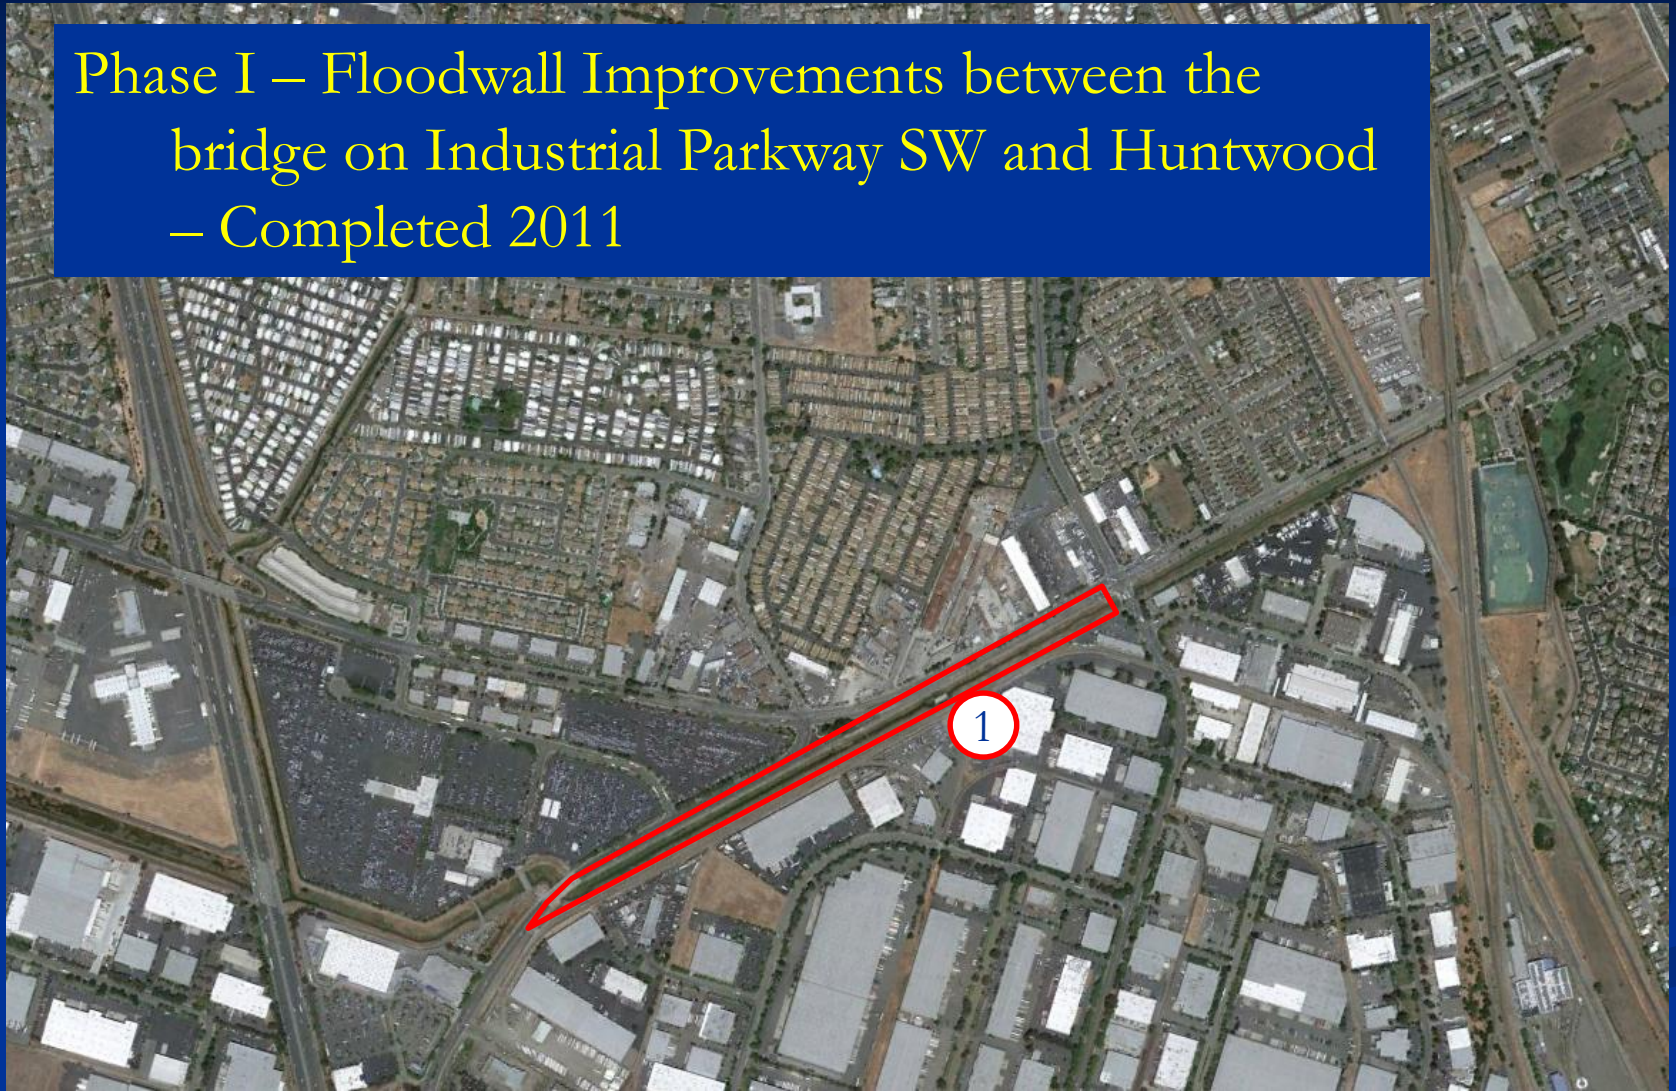 Phase I – Floodwall Improvements between the
bridge on Industrial Parkway SW and Huntwood
– Completed 2011
1